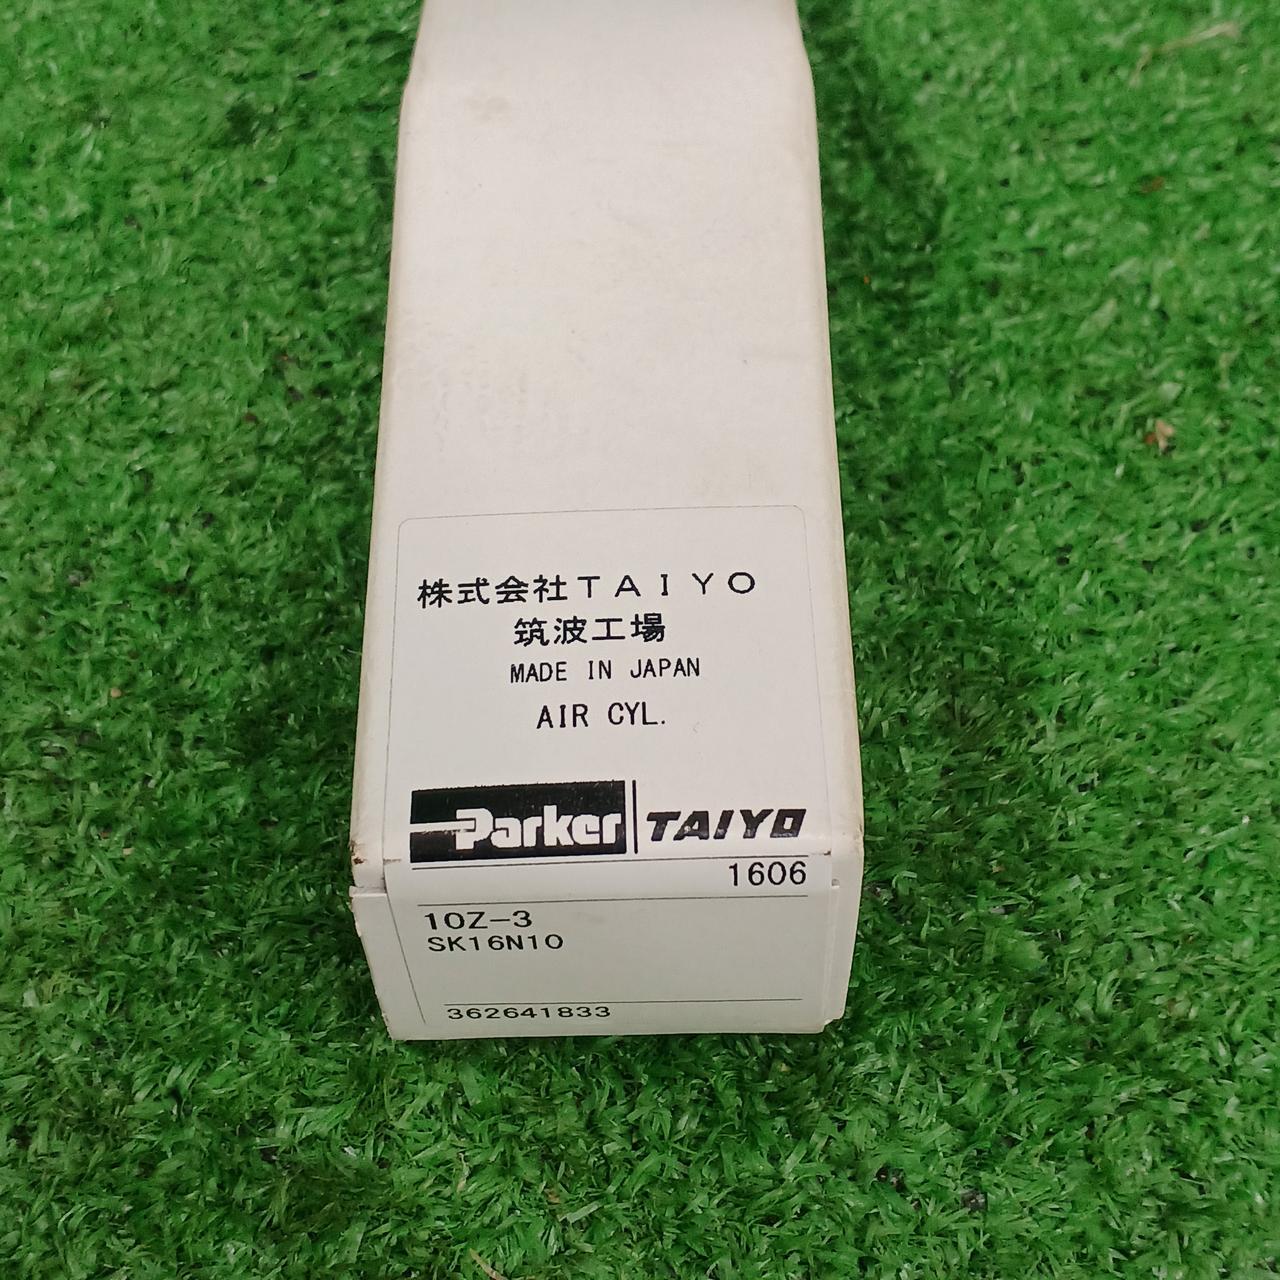 株式会社ＴＡＩＹＯ
筑波工場
MADE IN JAPAN
AIR CYL.
Parker TAIYO
1606
10Z-3
SK16N10
362641833